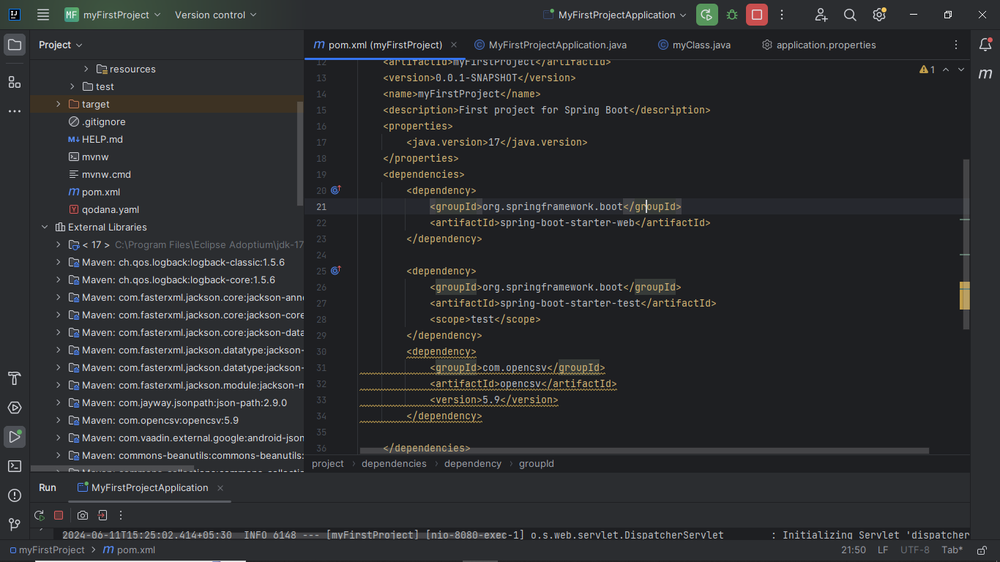 MF myFirstProject Version control MyFirstProjectApplication
Project
pom.xml (myFirstProject) MyFirstProjectApplication.java myClass.java application.properties
resources
test
target
.gitignore
M↓ HELP.md
mvnw
mvnw.cmd
m pom.xml
Y qodana.yaml
External Libraries
< 17 > C:\Program Files\Eclipse Adoptium\jdk-17
Maven: ch.qos.logback:logback-classic:1.5.6
Maven: ch.qos.logback:logback-core:1.5.6
Maven: com.fasterxml.jackson.core:jackson-anno
Maven: com.fasterxml.jackson.core:jackson-core
Maven: com.fasterxml.jackson.core:jackson-data
Maven: com.fasterxml.jackson.datatype:jackson-
Maven: com.fasterxml.jackson.datatype:jackson-
Maven: com.fasterxml.jackson.module:jackson-m
Maven: com.jayway.jsonpath:json-path:2.9.0
Maven: com.opencsv:opencsv:5.9
Maven: com.vaadin.external.google:android-json
Maven: commons-beanutils:commons-beanutils:
Maven: commons-collections:commons-collection
12 <artifactId>myFirstProject</artifactId>
13 <version>0.0.1-SNAPSHOT</version>
14 <name>myFirstProject</name>
15 <description>First project for Spring Boot</description>
16 <properties>
17 <java.version>17</java.version>
18 </properties>
19 <dependencies>
20 <dependency>
21 <groupId>org.springframework.boot</groupId>
22 <artifactId>spring-boot-starter-web</artifactId>
23 </dependency>
24
25 <dependency>
26 <groupId>org.springframework.boot</groupId>
27 <artifactId>spring-boot-starter-test</artifactId>
28 <scope>test</scope>
29 </dependency>
30 <dependency>
31 <groupId>com.opencsv</groupId>
32 <artifactId>opencsv</artifactId>
33 <version>5.9</version>
34 </dependency>
35
36 </dependencies>
1
project › dependencies › dependency › groupId
Run MyFirstProjectApplication
2024-06-11T15:25:02.414+05:30 INFO 6148 --- [myFirstProject] [nio-8080-exec-1] o.s.web.servlet.DispatcherServlet : Initializing Servlet 'dispatcher
myFirstProject › m pom.xml 21:50 LF UTF-8 Tab*